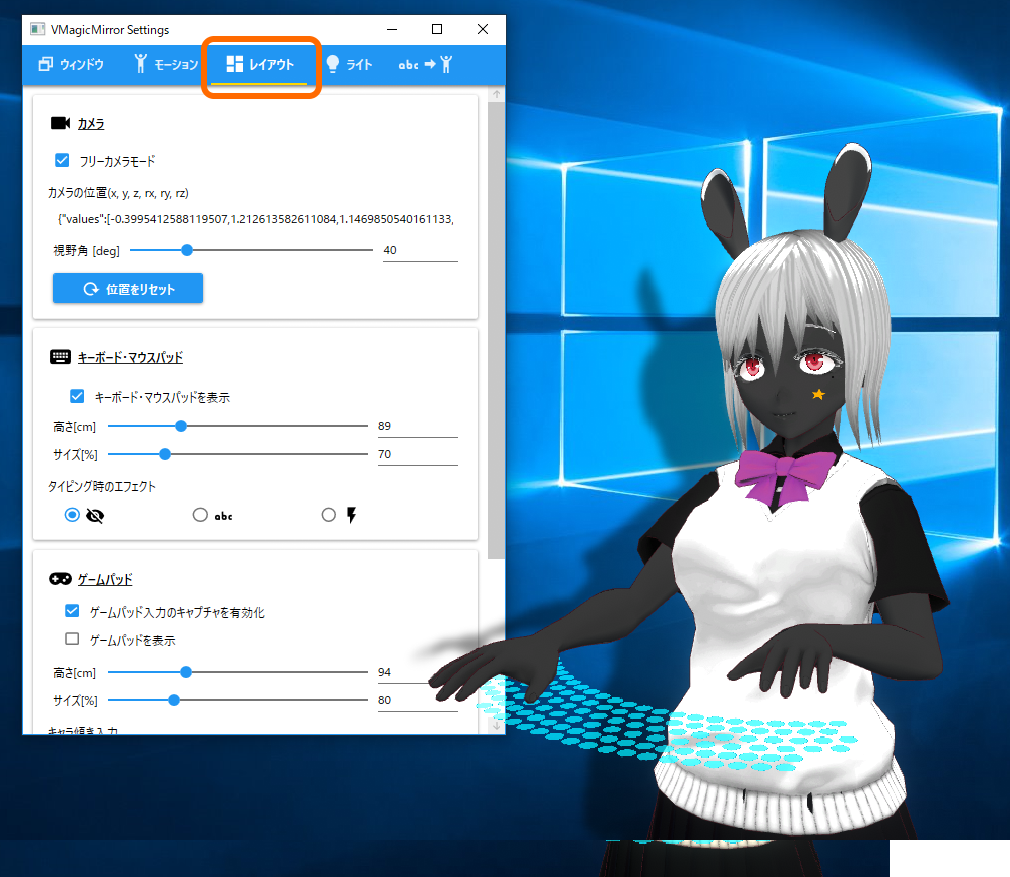 VMagicMirror Settings
ウィンドウ
モーション
レイアウト
ライト
abc
カメラ
フリーカメラモード
カメラの位置(x, y, z, rx, ry, rz)
{"values":[-0.3995412588119507,1.212613582611084,1.1469850540161133,
視野角 [deg]
40
位置をリセット
キーボード・マウスパッド
キーボード・マウスパッドを表示
高さ[cm]
89
サイズ[%]
70
タイピング時のエフェクト
abc
ゲームパッド
ゲームパッド入力のキャプチャを有効化
ゲームパッドを表示
高さ[cm]
94
サイズ[%]
80
キャラ傾き入力